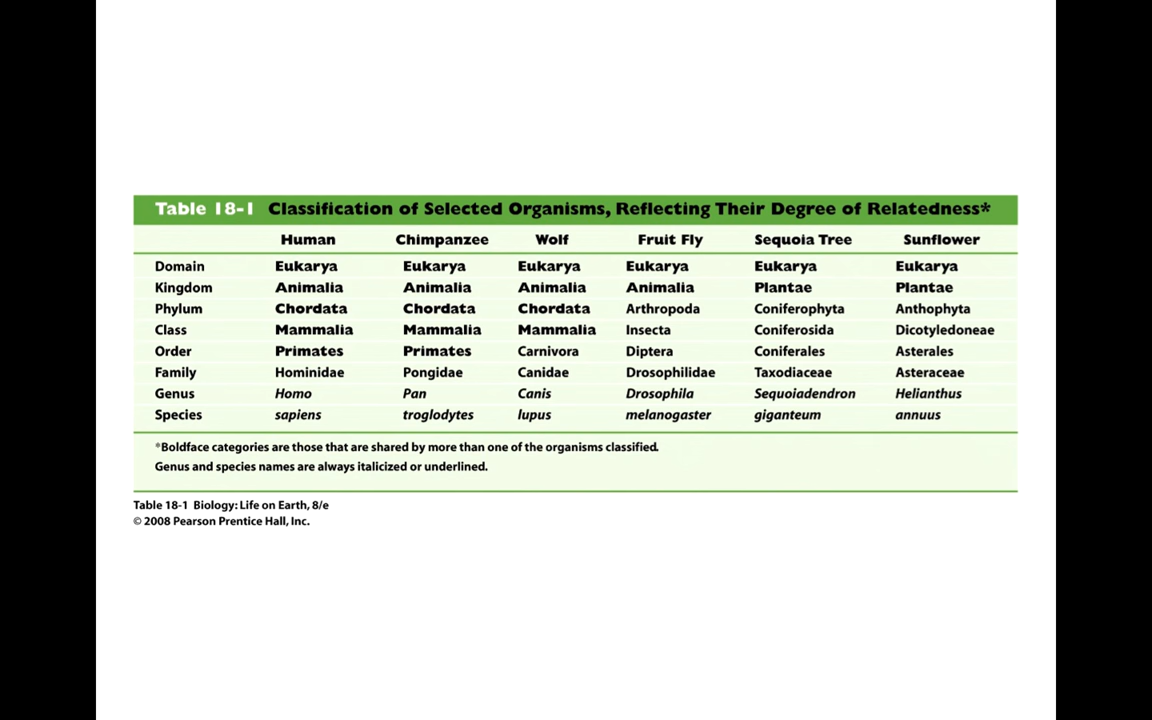 Table 18-1 Classification of Selected Organisms, Reflecting Their Degree of Relatedness*
Human Chimpanzee Wolf Fruit Fly Sequoia Tree Sunflower
Domain Eukarya Eukarya Eukarya Eukarya Eukarya Eukarya
Kingdom Animalia Animalia Animalia Animalia Plantae Plantae
Phylum Chordata Chordata Chordata Arthropoda Coniferophyta Anthophyta
Class Mammalia Mammalia Mammalia Insecta Coniferosida Dicotyledoneae
Order Primates Primates Carnivora Diptera Coniferales Asterales
Family Hominidae Pongidae Canidae Drosophilidae Taxodiaceae Asteraceae
Genus Homo Pan Canis Drosophila Sequoiadendron Helianthus
Species sapiens troglodytes lupus melanogaster giganteum annuus
*Boldface categories are those that are shared by more than one of the organisms classified.
Genus and species names are always italicized or underlined.
Table 18-1 Biology: Life on Earth, 8/e
© 2008 Pearson Prentice Hall, Inc.